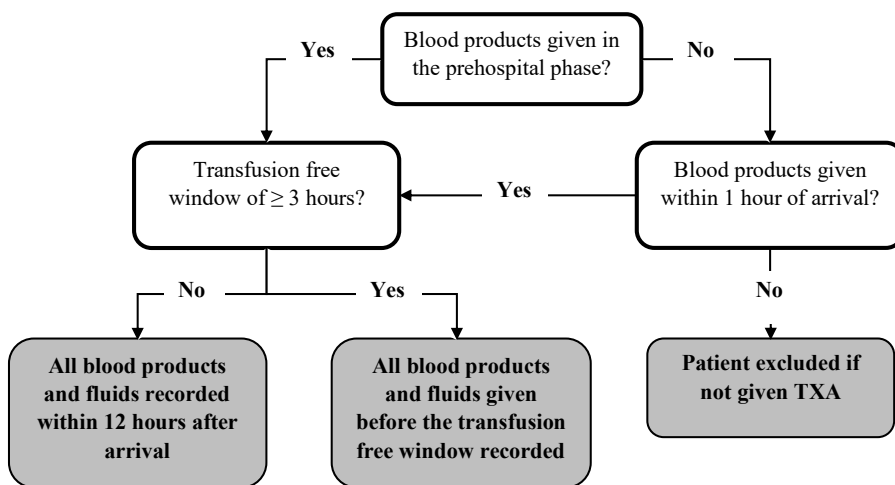 Blood products given in
the prehospital phase?
Yes
No
Transfusion free
window of ≥ 3 hours?
Yes
Blood products given
within 1 hour of arrival?
No
Yes
No
All blood products
and fluids recorded
within 12 hours after
arrival
All blood products
and fluids given
before the transfusion
free window recorded
Patient excluded if
not given TXA